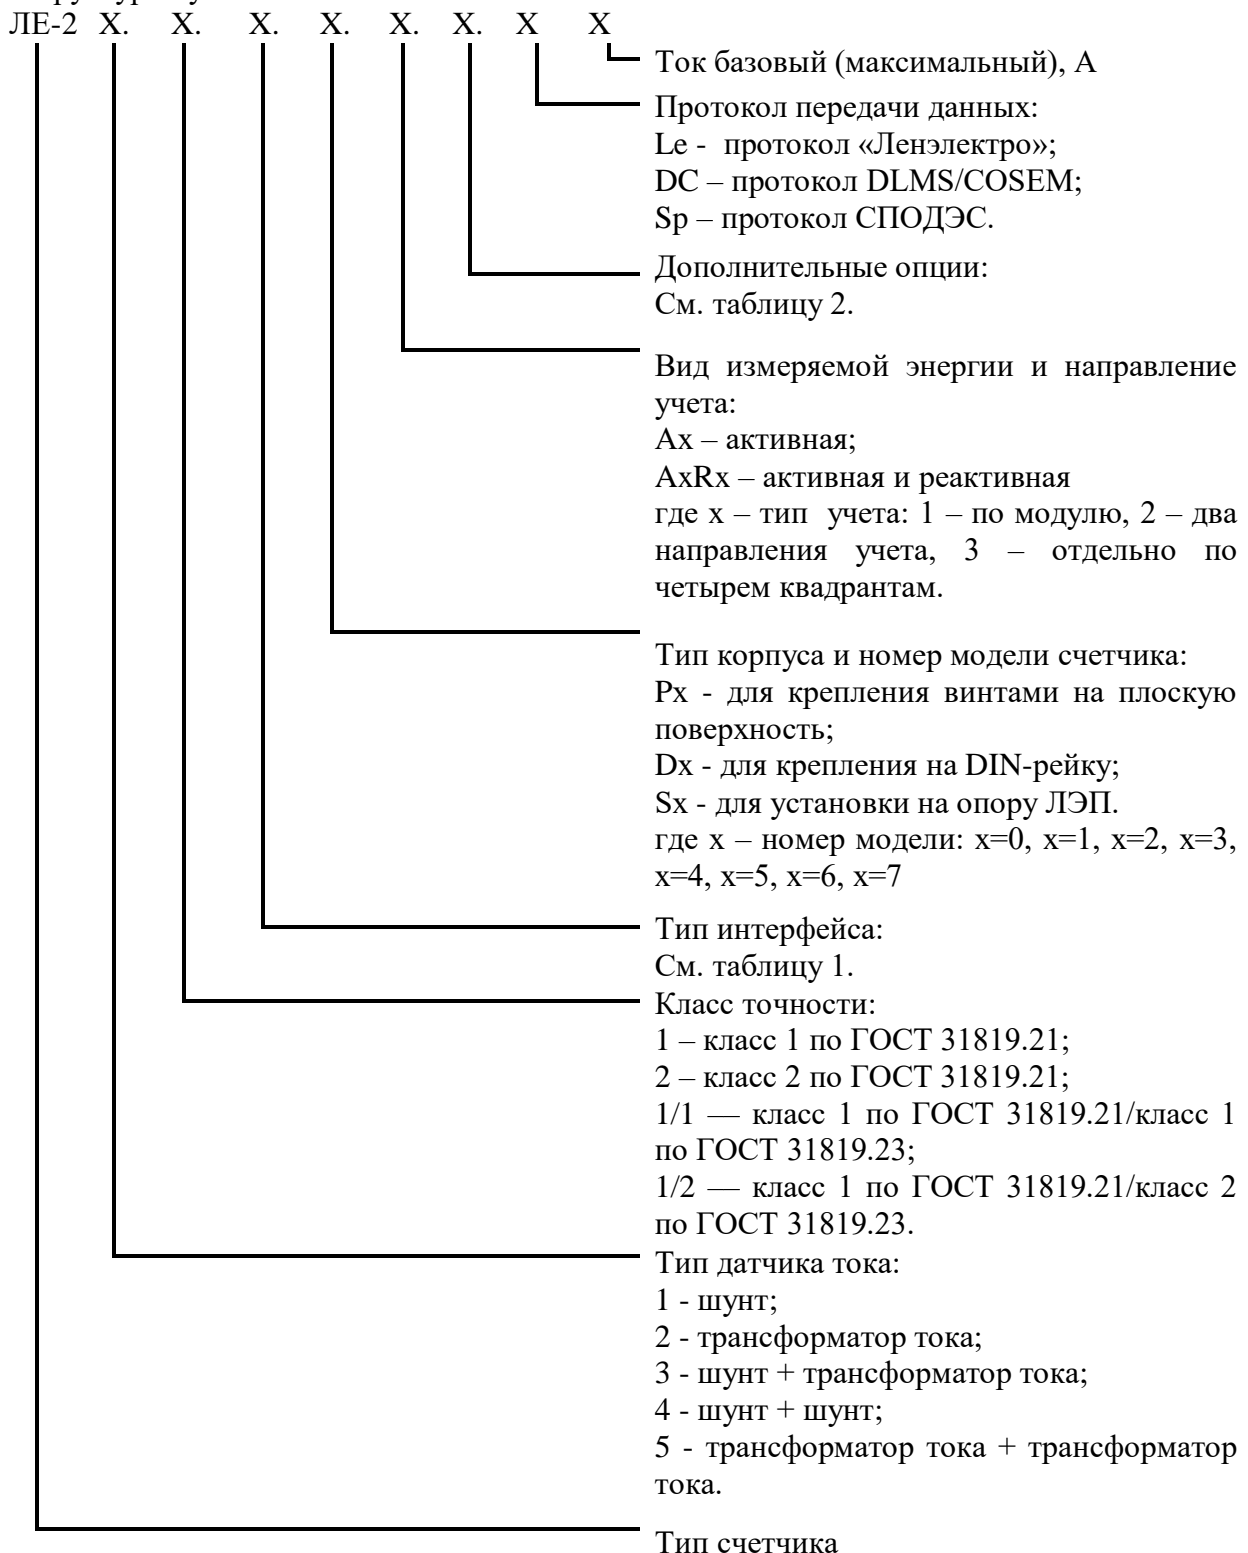 ЛЕ-2 Х. Х. Х. Х. Х. Х. Х Х
Ток базовый (максимальный), А
Протокол передачи данных:
Le - протокол «Ленэлектро»;
DC – протокол DLMS/COSEM;
Sp – протокол СПОДЭС.
Дополнительные опции:
См. таблицу 2.
Вид измеряемой энергии и направление
учета:
Ax – активная;
AxRx – активная и реактивная
где x – тип учета: 1 – по модулю, 2 – два
направления учета, 3 – отдельно по
четырем квадрантам.
Тип корпуса и номер модели счетчика:
Px - для крепления винтами на плоскую
поверхность;
Dx - для крепления на DIN-рейку;
Sx - для установки на опору ЛЭП.
где x – номер модели: x=0, x=1, x=2, x=3,
x=4, x=5, x=6, x=7
Тип интерфейса:
См. таблицу 1.
Класс точности:
1 – класс 1 по ГОСТ 31819.21;
2 – класс 2 по ГОСТ 31819.21;
1/1 — класс 1 по ГОСТ 31819.21/класс 1
по ГОСТ 31819.23;
1/2 — класс 1 по ГОСТ 31819.21/класс 2
по ГОСТ 31819.23.
Тип датчика тока:
1 - шунт;
2 - трансформатор тока;
3 - шунт + трансформатор тока;
4 - шунт + шунт;
5 - трансформатор тока + трансформатор
тока.
Тип счетчика